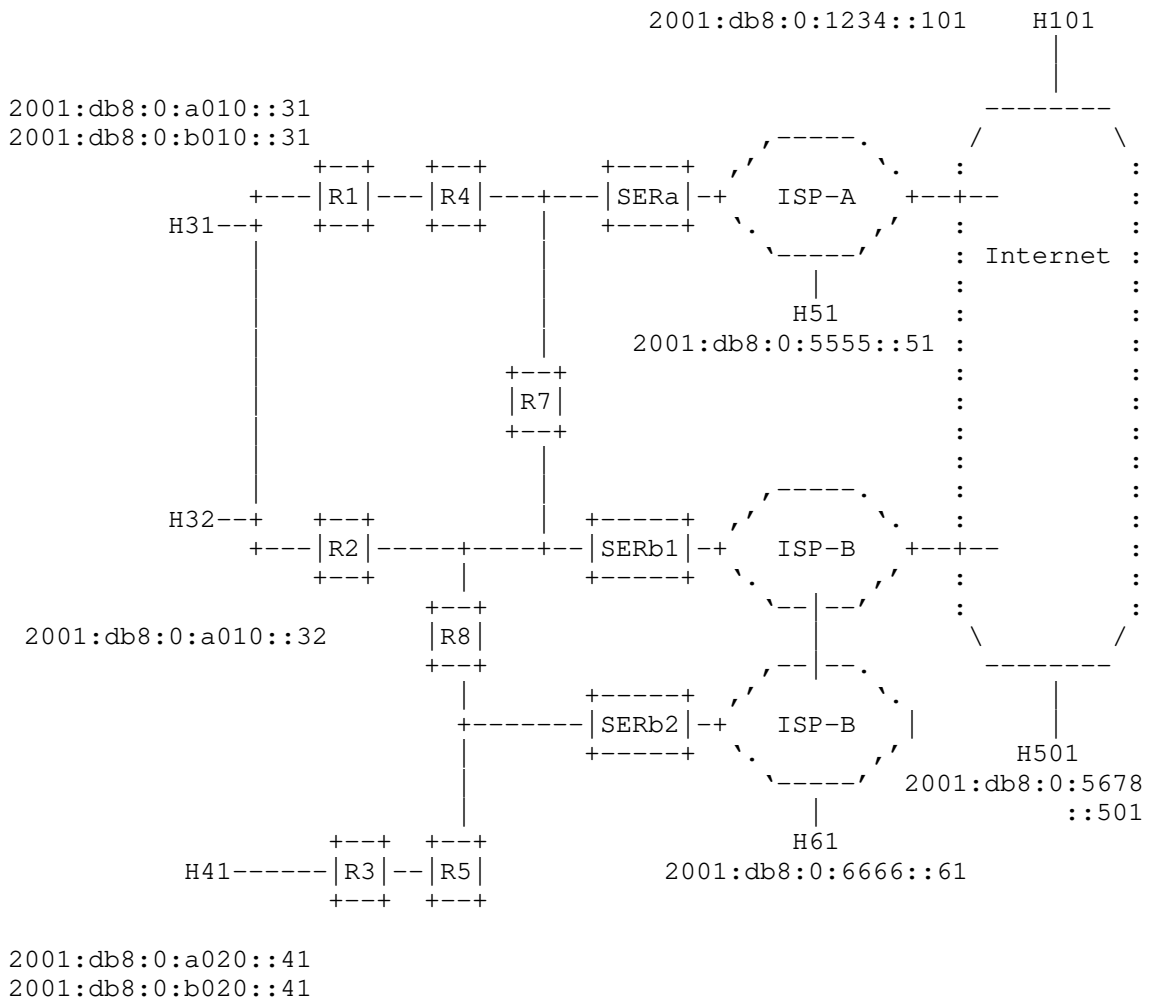 2001:db8:0:1234::101 H101
2001:db8:0:a010::31
2001:db8:0:b010::31
R1 R4 SERa ISP-A
H31
Internet
H51
2001:db8:0:5555::51
R7
H32
R2 SERb1 ISP-B
2001:db8:0:a010::32 R8
SERb2 ISP-B
H501
2001:db8:0:5678
::501
H61
H41 R3 R5 2001:db8:0:6666::61
2001:db8:0:a020::41
2001:db8:0:b020::41